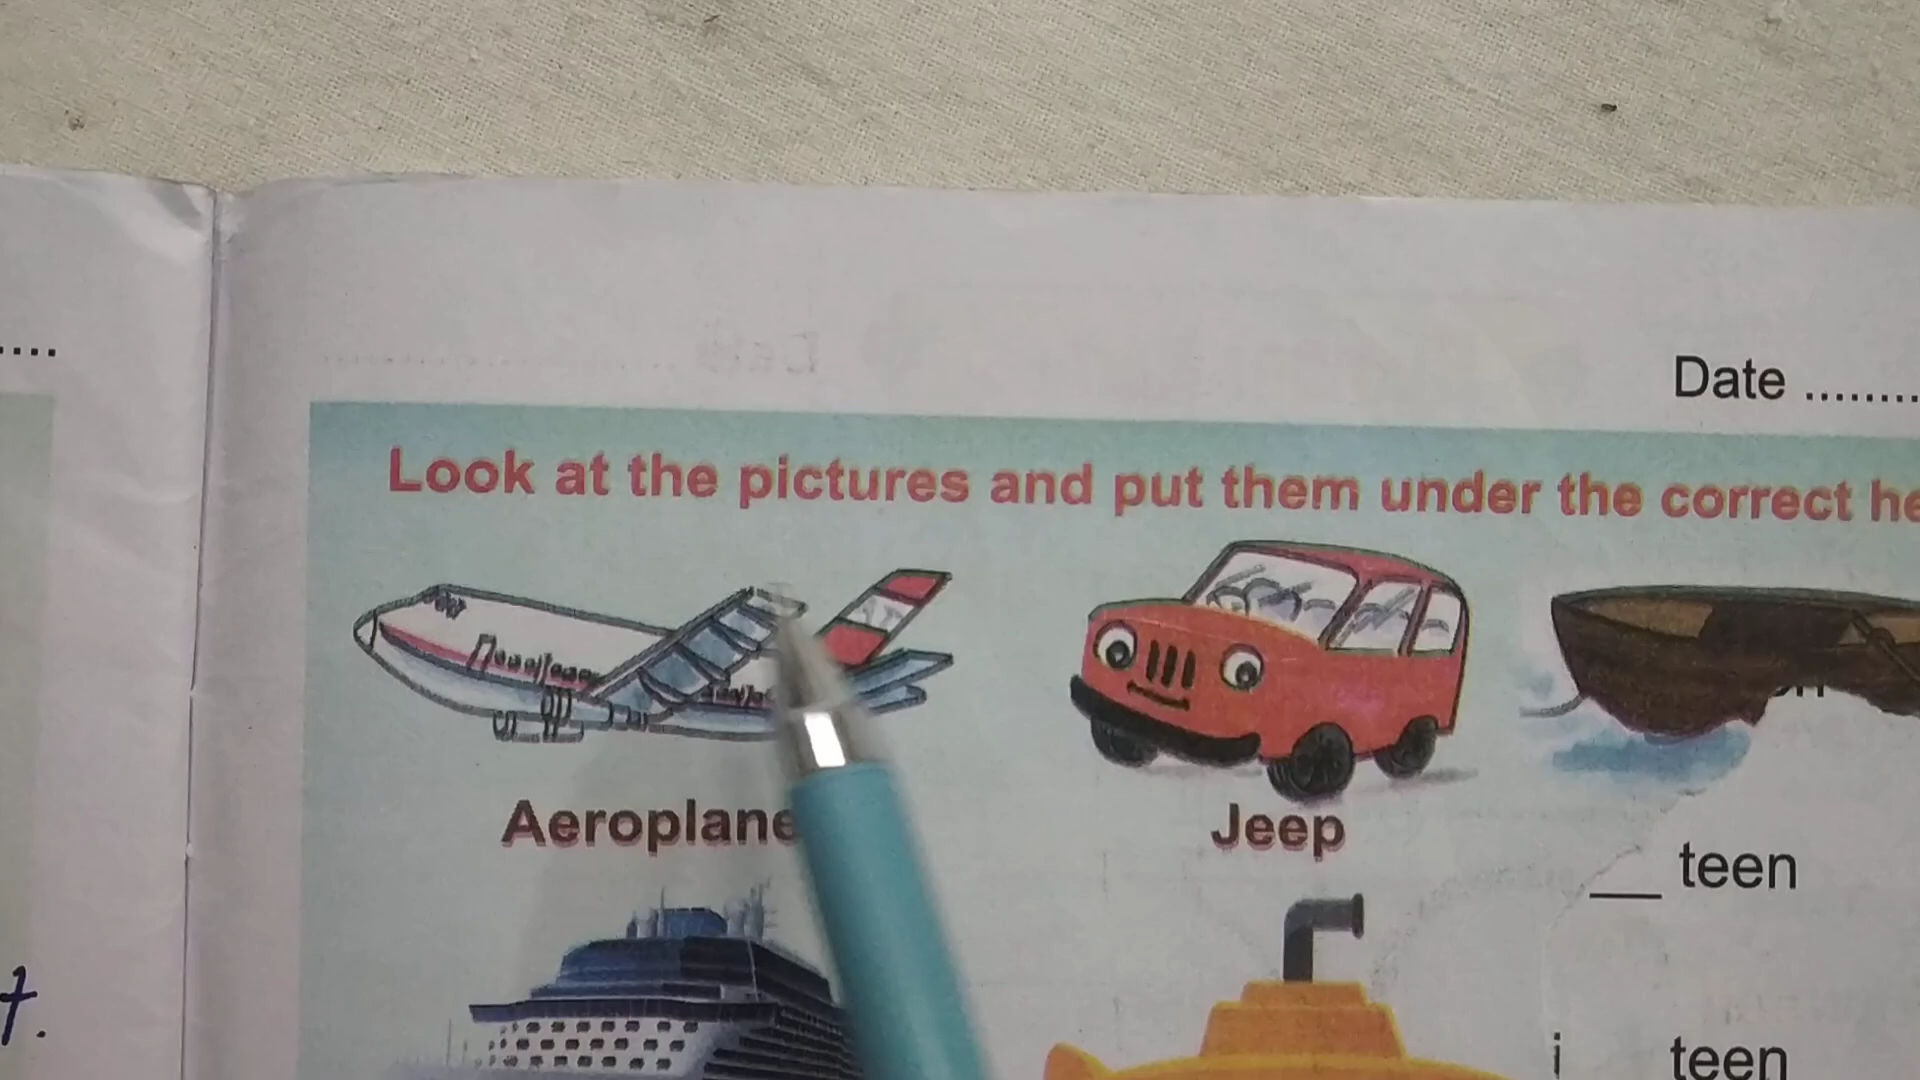 Date ........
Look at the pictures and put them under the correct he
Aeroplane
Jeep
__ teen
i teen
t.